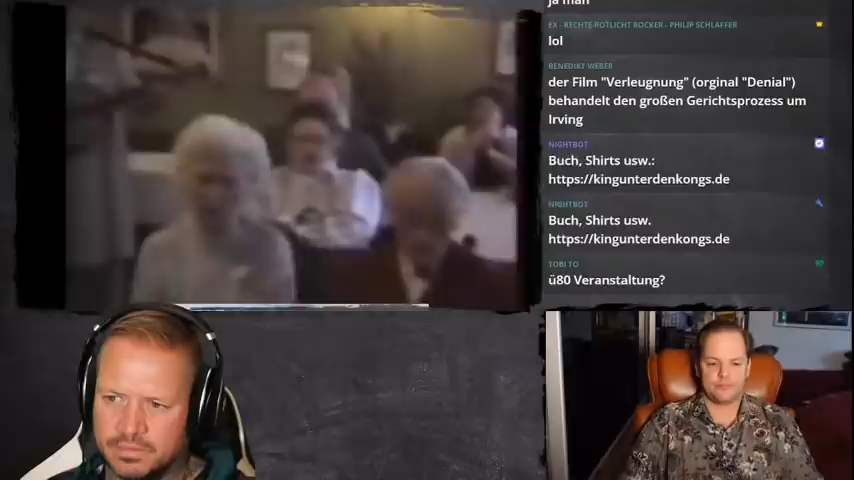 ja man
EX - RECHTE-ROTLICHT ROCKER - PHILIP SCHLAFFER
lol
BENEDIKT WEBER
der Film "Verleugnung" (orginal "Denial")
behandelt den großen Gerichtsprozess um
Irving
NIGHTBOT
Buch, Shirts usw.:
https://kingunterdenkongs.de
NIGHTBOT
Buch, Shirts usw.
https://kingunterdenkongs.de
TOBI TO
ü80 Veranstaltung?